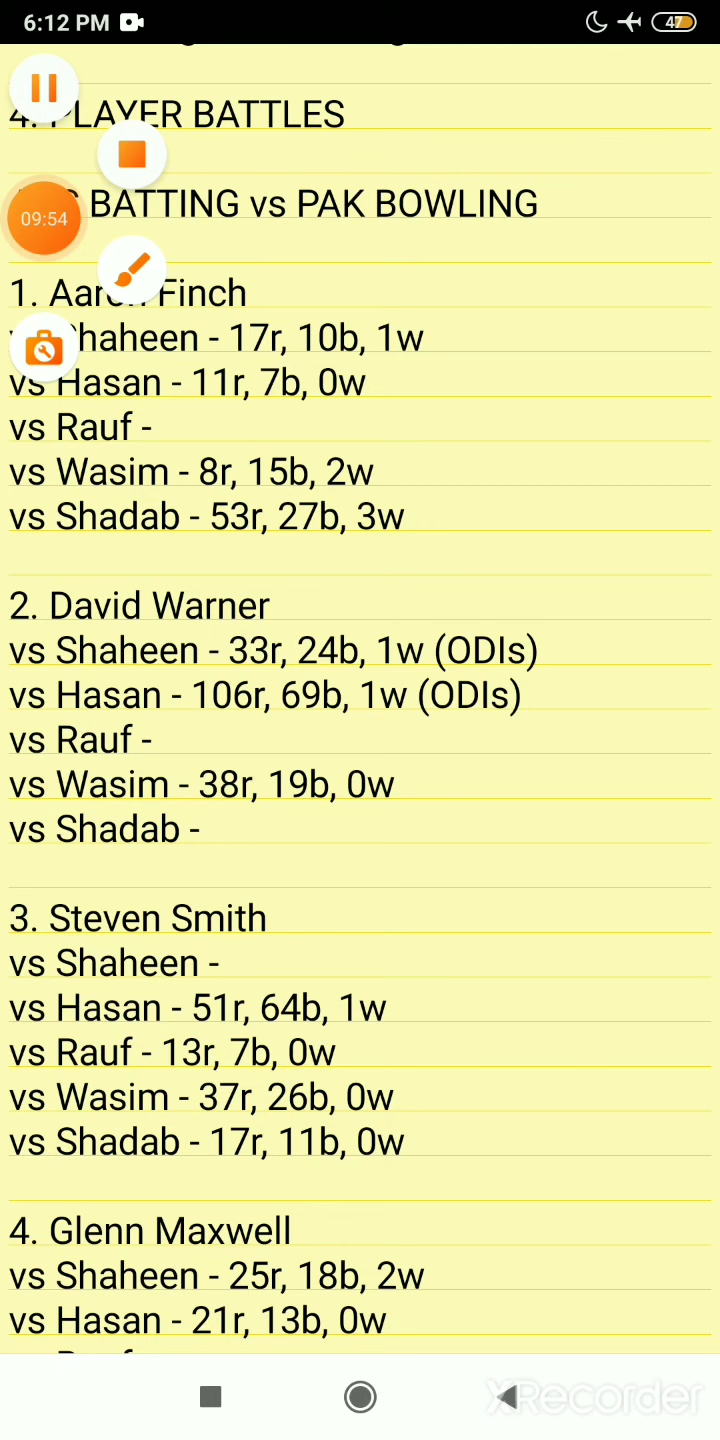 6:12 PM
47
4. PLAYER BATTLES
09:54
BATTING vs PAK BOWLING
1. Aaron Finch
Shaheen - 17r, 10b, 1w
vs Hasan - 11r, 7b, 0w
vs Rauf -
vs Wasim - 8r, 15b, 2w
vs Shadab - 53r, 27b, 3w
2. David Warner
vs Shaheen - 33r, 24b, 1w (ODIs)
vs Hasan - 106r, 69b, 1w (ODIs)
vs Rauf -
vs Wasim - 38r, 19b, 0w
vs Shadab -
3. Steven Smith
vs Shaheen -
vs Hasan - 51r, 64b, 1w
vs Rauf - 13r, 7b, 0w
vs Wasim - 37r, 26b, 0w
vs Shadab - 17r, 11b, 0w
4. Glenn Maxwell
vs Shaheen - 25r, 18b, 2w
vs Hasan - 21r, 13b, 0w
XRecorder